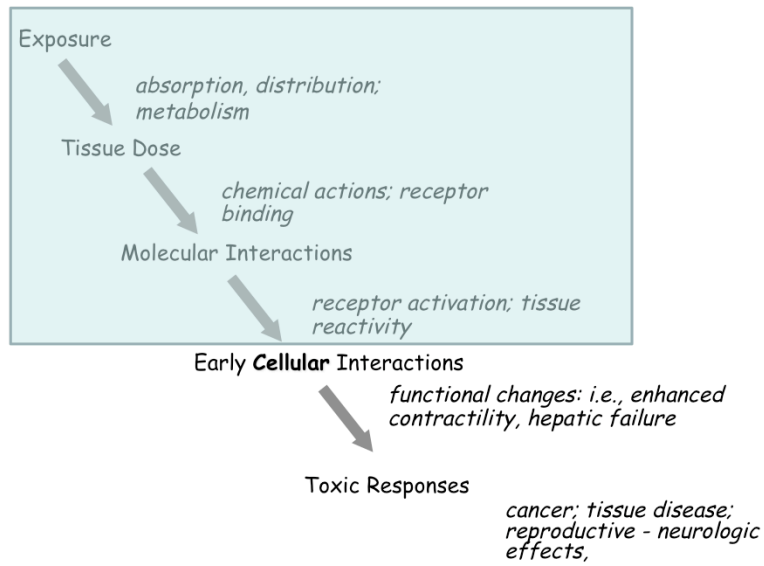 Exposure
absorption, distribution;
metabolism
Tissue Dose
chemical actions; receptor
binding
Molecular Interactions
receptor activation; tissue
reactivity
Early Cellular Interactions
functional changes: i.e., enhanced
contractility, hepatic failure
Toxic Responses
cancer; tissue disease;
reproductive - neurologic
effects,